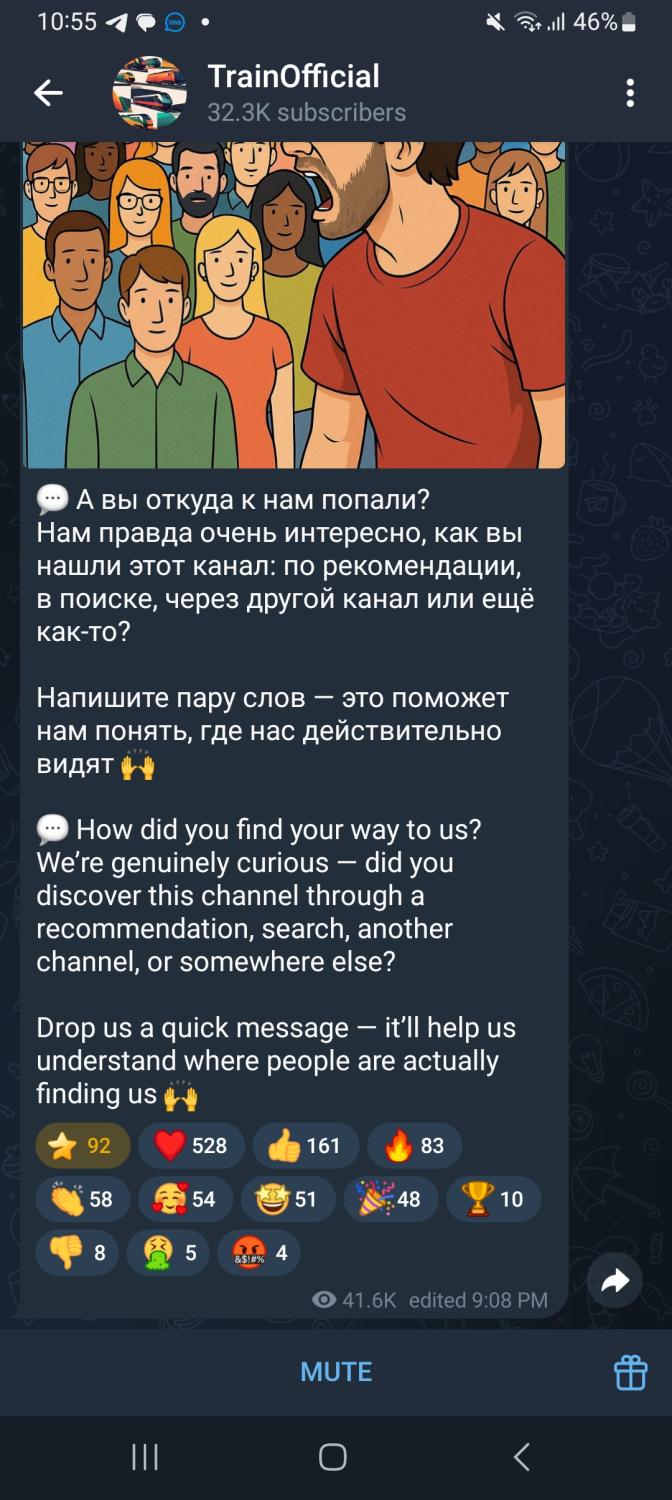 10:55
46%
TrainOfficial
32.3K subscribers
💬 А вы откуда к нам попали?
Нам правда очень интересно, как вы
нашли этот канал: по рекомендации,
в поиске, через другой канал или ещё
как-то?
Напишите пару слов — это поможет
нам понять, где нас действительно
видят 🙌
💬 How did you find your way to us?
We’re genuinely curious — did you
discover this channel through a
recommendation, search, another
channel, or somewhere else?
Drop us a quick message — it’ll help us
understand where people are actually
finding us 🙌
⭐ 92 ❤️ 528 👍 161 🔥 83
👏 58 🥰 54 🤩 51 🎉 48 🏆 10
👎 8 🤮 5 🤬 4
41.6K edited 9:08 PM
MUTE